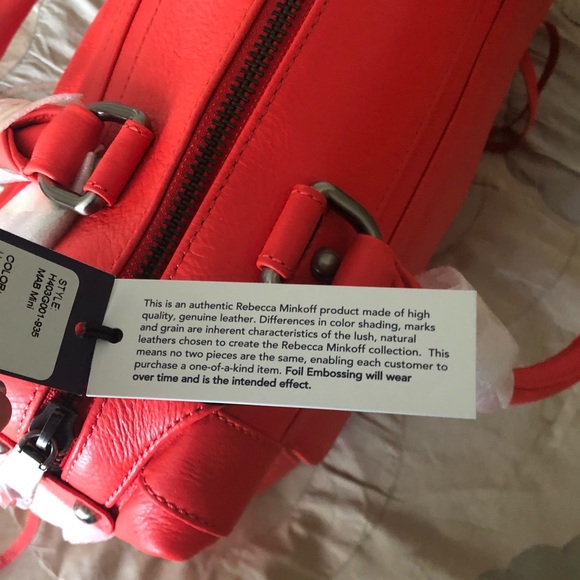 STYLE
H403G001-935
MAB Mini
COLOR
This is an authentic Rebecca Minkoff product made of high
quality, genuine leather. Differences in color shading, marks
and grain are inherent characteristics of the lush, natural
leathers chosen to create the Rebecca Minkoff collection. This
means no two pieces are the same, enabling each customer to
purchase a one-of-a-kind item. Foil Embossing will wear
over time and is the intended effect.